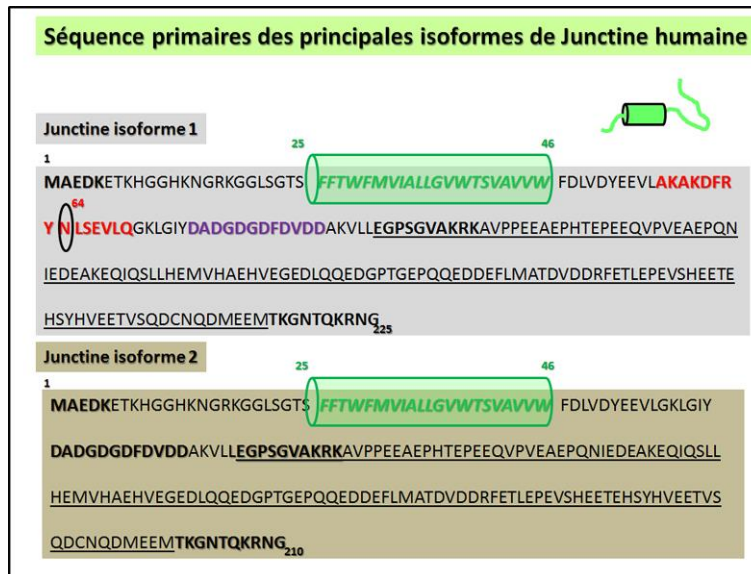 Séquence primaires des principales isoformes de Junctine humaine
Junctine isoforme 1
1 25 46
MAEDKETKHGGHKNGRKGGLSGTS FFTWFMVIALLGVWTSVAVVW FDLVDYEEVLAKAKDFR
64
Y NLSEVLQGKLGIYDADGDGDFDVDDAKVLLEGPSGVAKRKAVPPEEAEPHTEPEEQVPVEAEPQN
IEDEAKEQIQSLLHEMVHAEHVEGEDLQQEDGPTGEPQQEDDEFLMATDVDDRFETLEPEVSHEETE
HSYHVEETVSQDCNQDMEEMTKGNTQKRNG225
Junctine isoforme 2
1 25 46
MAEDKETKHGGHKNGRKGGLSGTS FFTWFMVIALLGVWTSVAVVW FDLVDYEEVLGKLGIY
DADGDGDFDVDDAKVLLEGPSGVAKRKAVPPEEAEPHTEPEEQVPVEAEPQNIEDEAKEQIQSLL
HEMVHAEHVEGEDLQQEDGPTGEPQQEDDEFLMATDVDDRFETLEPEVSHEETEHSYHVEETVS
QDCNQDMEEMTKGNTQKRNG210